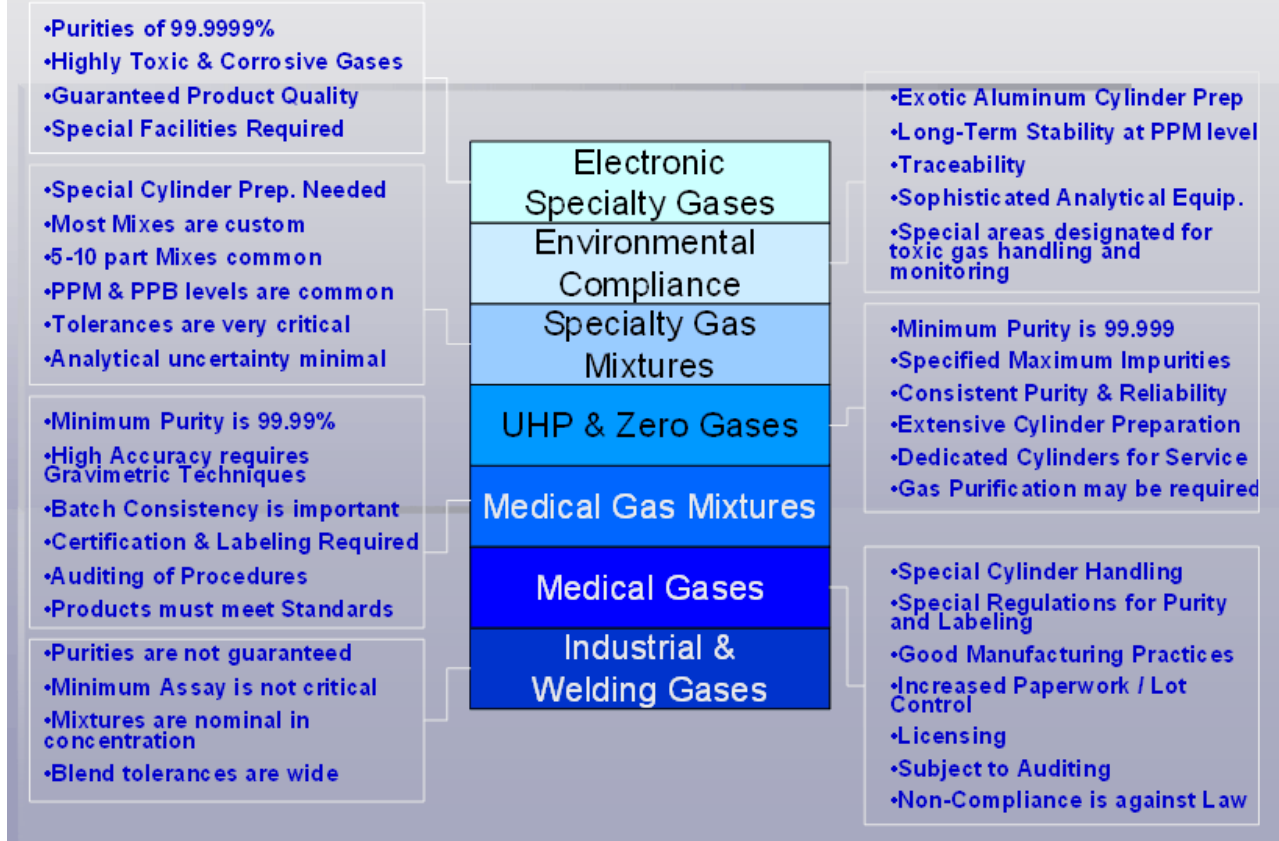 •Purities of 99.9999%
•Highly Toxic & Corrosive Gases
•Guaranteed Product Quality
•Special Facilities Required
•Special Cylinder Prep. Needed
•Most Mixes are custom
•5-10 part Mixes common
•PPM & PPB levels are common
•Tolerances are very critical
•Analytical uncertainty minimal
•Minimum Purity is 99.99%
•High Accuracy requires
Gravimetric Techniques
•Batch Consistency is important
•Certification & Labeling Required
•Auditing of Procedures
•Products must meet Standards
•Purities are not guaranteed
•Minimum Assay is not critical
•Mixtures are nominal in
concentration
•Blend tolerances are wide
Electronic
Specialty Gases
Environmental
Compliance
Specialty Gas
Mixtures
UHP & Zero Gases
Medical Gas Mixtures
Medical Gases
Industrial &
Welding Gases
•Exotic Aluminum Cylinder Prep
•Long-Term Stability at PPM level
•Traceability
•Sophisticated Analytical Equip.
•Special areas designated for
toxic gas handling and
monitoring
•Minimum Purity is 99.999
•Specified Maximum Impurities
•Consistent Purity & Reliability
•Extensive Cylinder Preparation
•Dedicated Cylinders for Service
•Gas Purification may be required
•Special Cylinder Handling
•Special Regulations for Purity
and Labeling
•Good Manufacturing Practices
•Increased Paperwork / Lot
Control
•Licensing
•Subject to Auditing
•Non-Compliance is against Law